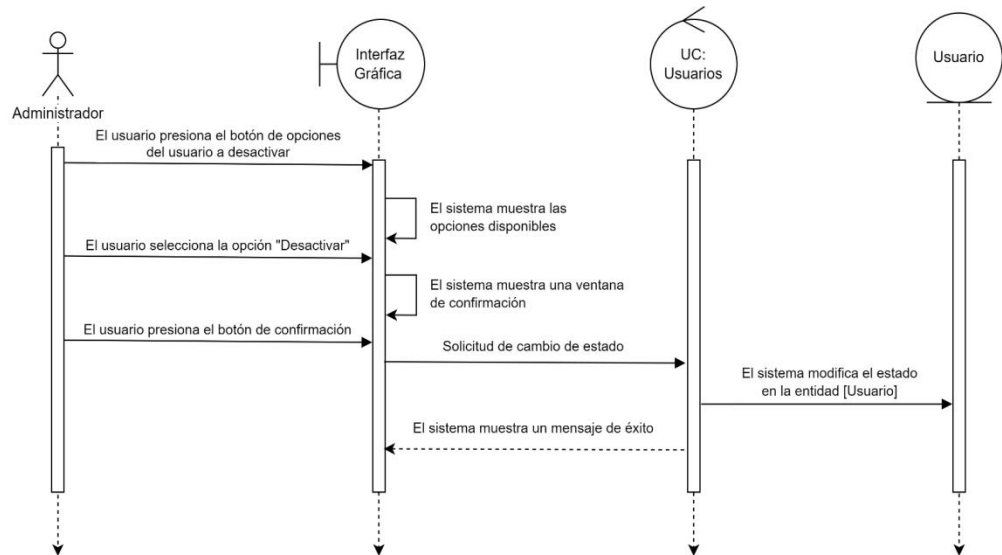 Interfaz
Gráfica
UC:
Usuarios
Usuario
Administrador
El usuario presiona el botón de opciones
del usuario a desactivar
El sistema muestra las
opciones disponibles
El usuario selecciona la opción "Desactivar"
El sistema muestra una ventana
de confirmación
El usuario presiona el botón de confirmación
Solicitud de cambio de estado
El sistema modifica el estado
en la entidad [Usuario]
El sistema muestra un mensaje de éxito